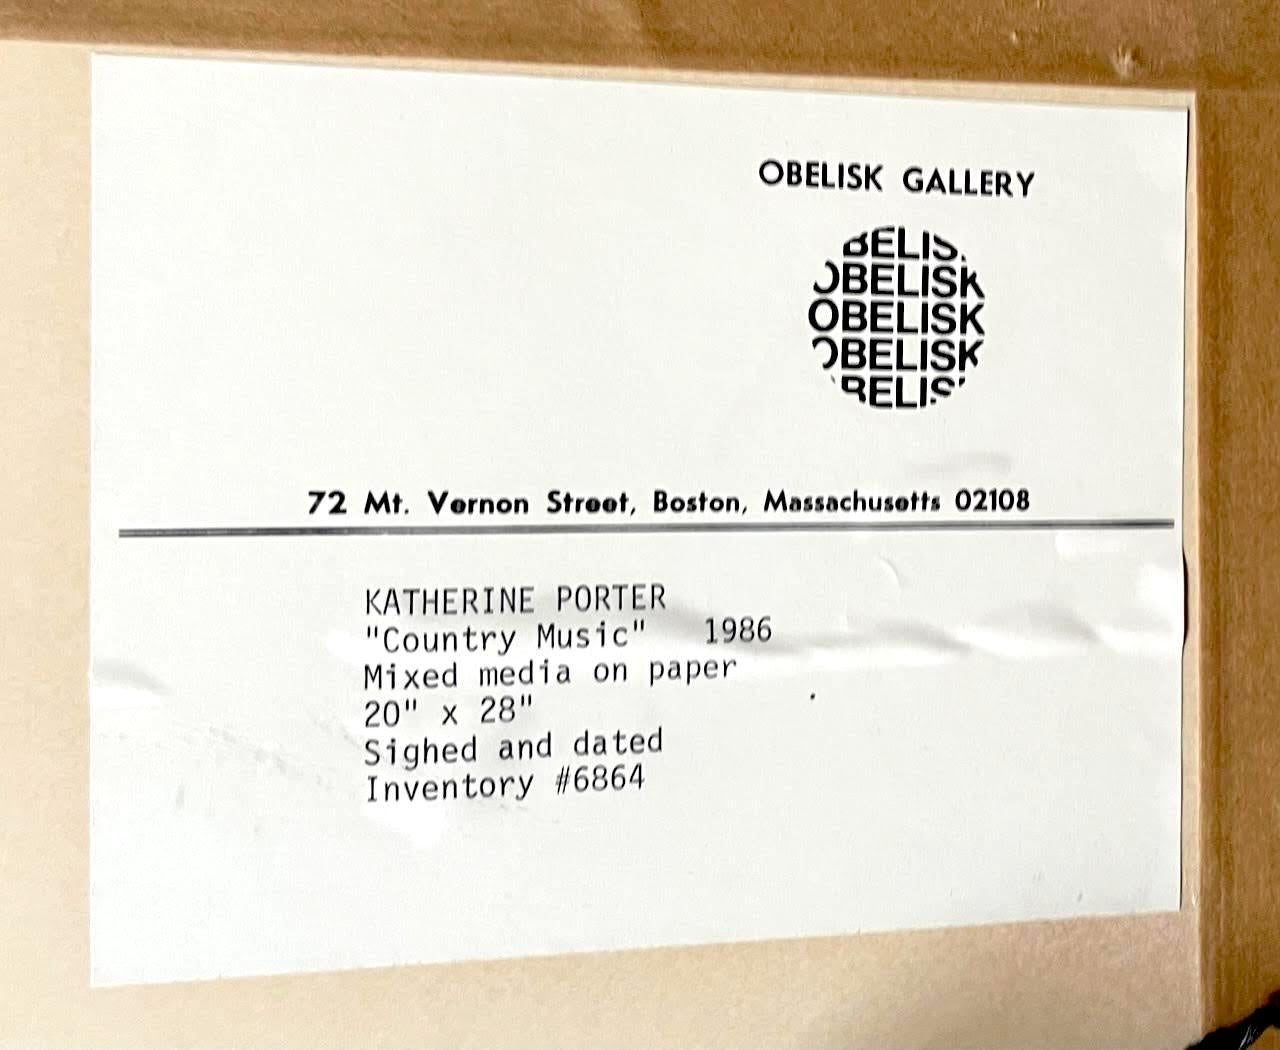 OBELISK GALLERY
BELIS
OBELISK
OBELISK
OBELISK
BELIS
72 Mt. Vernon Street, Boston, Massachusetts 02108
KATHERINE PORTER
"Country Music" 1986
Mixed media on paper
20" x 28"
Sighed and dated
Inventory #6864